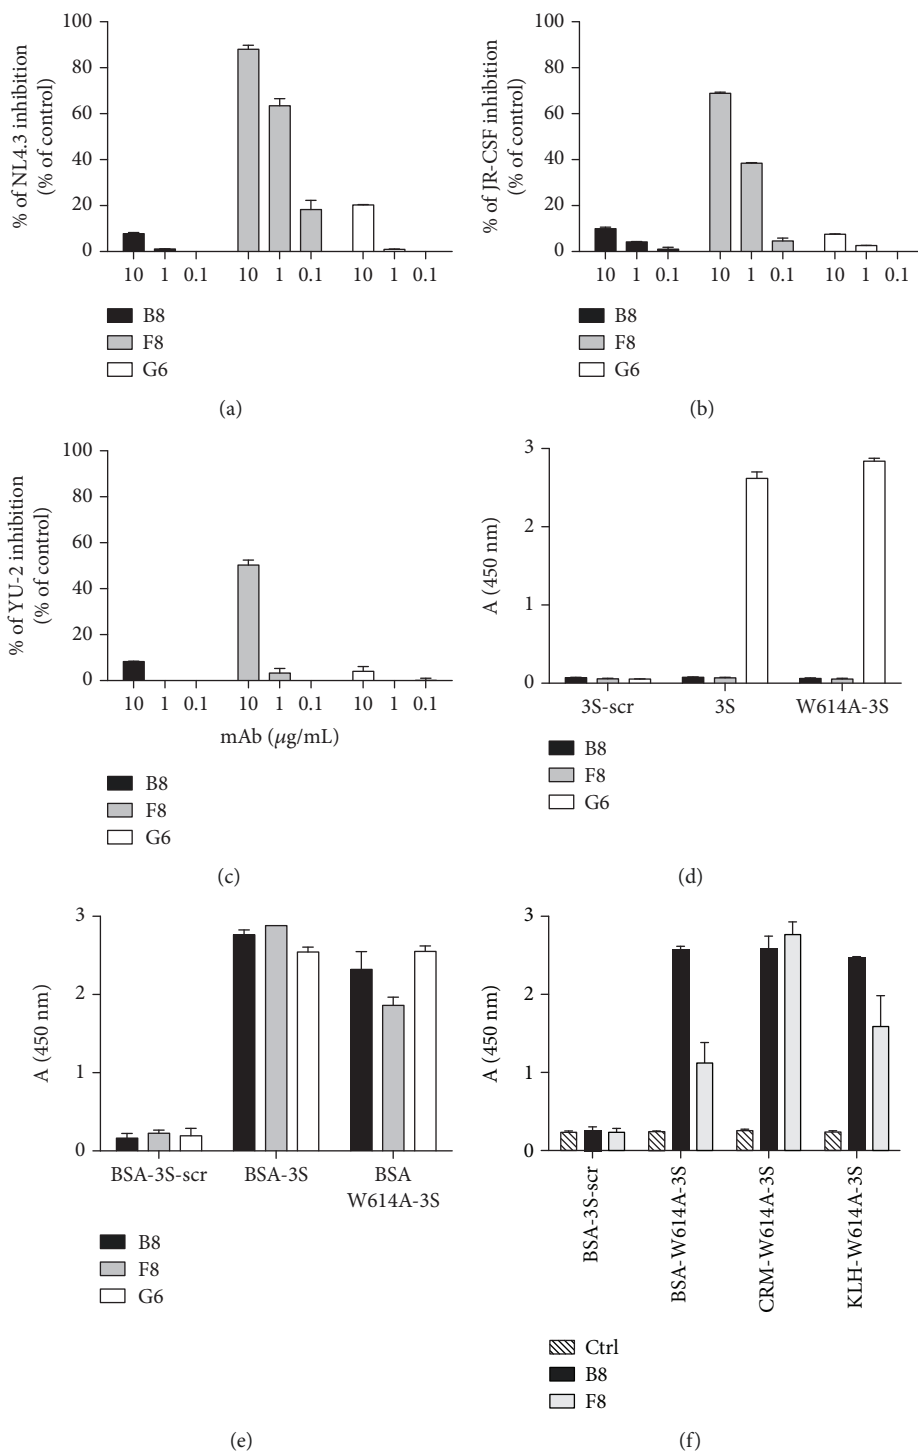 % of NL4.3 inhibition
(% of control)
100
80
60
40
20
0
10 1 0.1 10 1 0.1 10 1 0.1
B8
F8
G6
(a)
% of JR-CSF inhibition
(% of control)
100
80
60
40
20
0
10 1 0.1 10 1 0.1 10 1 0.1
B8
F8
G6
(b)
% of YU-2 inhibition
(% of control)
100
80
60
40
20
0
10 1 0.1 10 1 0.1 10 1 0.1
mAb (μg/mL)
B8
F8
G6
(c)
A (450 nm)
3
2
1
0
3S-scr 3S W614A-3S
B8
F8
G6
(d)
A (450 nm)
3
2
1
0
BSA-3S-scr BSA-3S BSA
W614A-3S
B8
F8
G6
(e)
A (450 nm)
3
2
1
0
BSA-3S-scr
BSA-W614A-3S
CRM-W614A-3S
KLH-W614A-3S
Ctrl
B8
F8
(f)